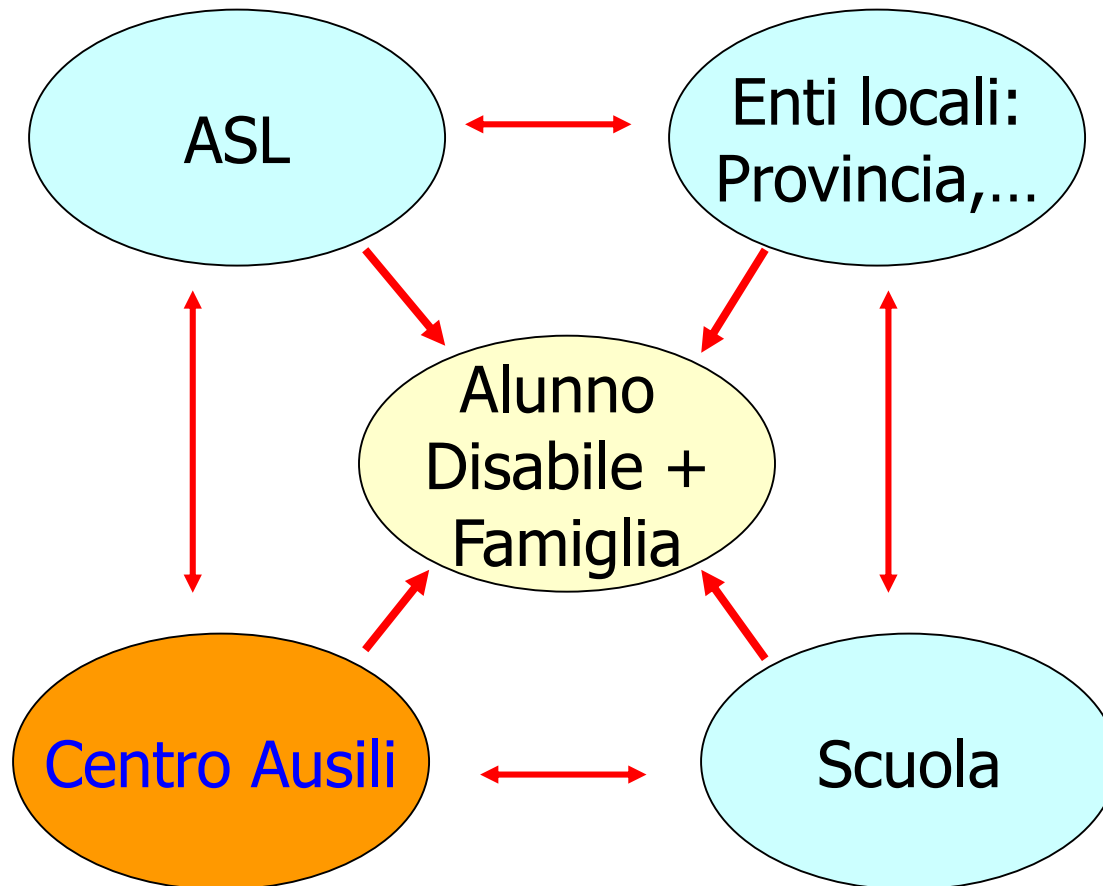 ASL
Enti locali:
Provincia,...
Alunno
Disabile +
Famiglia
Centro Ausili
Scuola